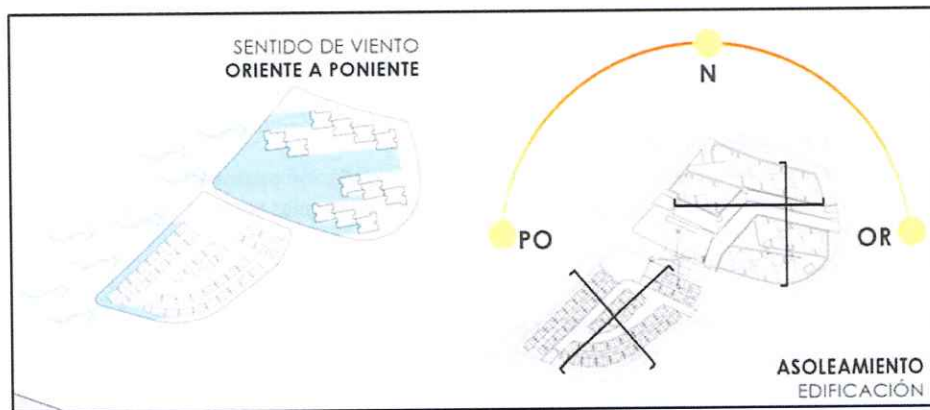 SENTIDO DE VIENTO
ORIENTE A PONIENTE
N
PO
OR
ASOLEAMIENTO
EDIFICACIÓN